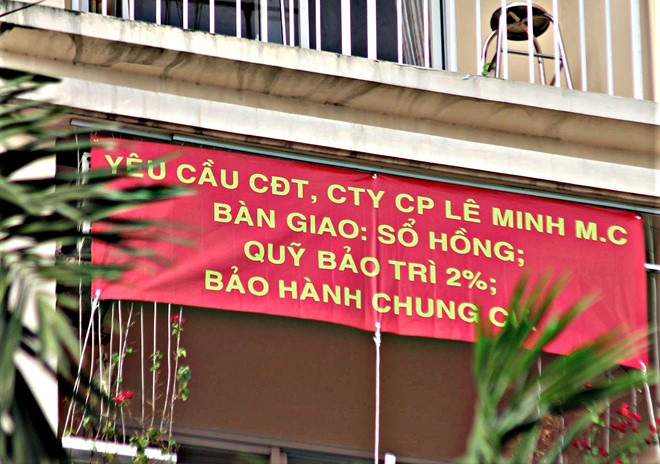 YÊU CẦU CĐT, CTY CP LÊ MINH M.C
BÀN GIAO: SỔ HỒNG;
QUỸ BẢO TRÌ 2%;
BẢO HÀNH CHUNG